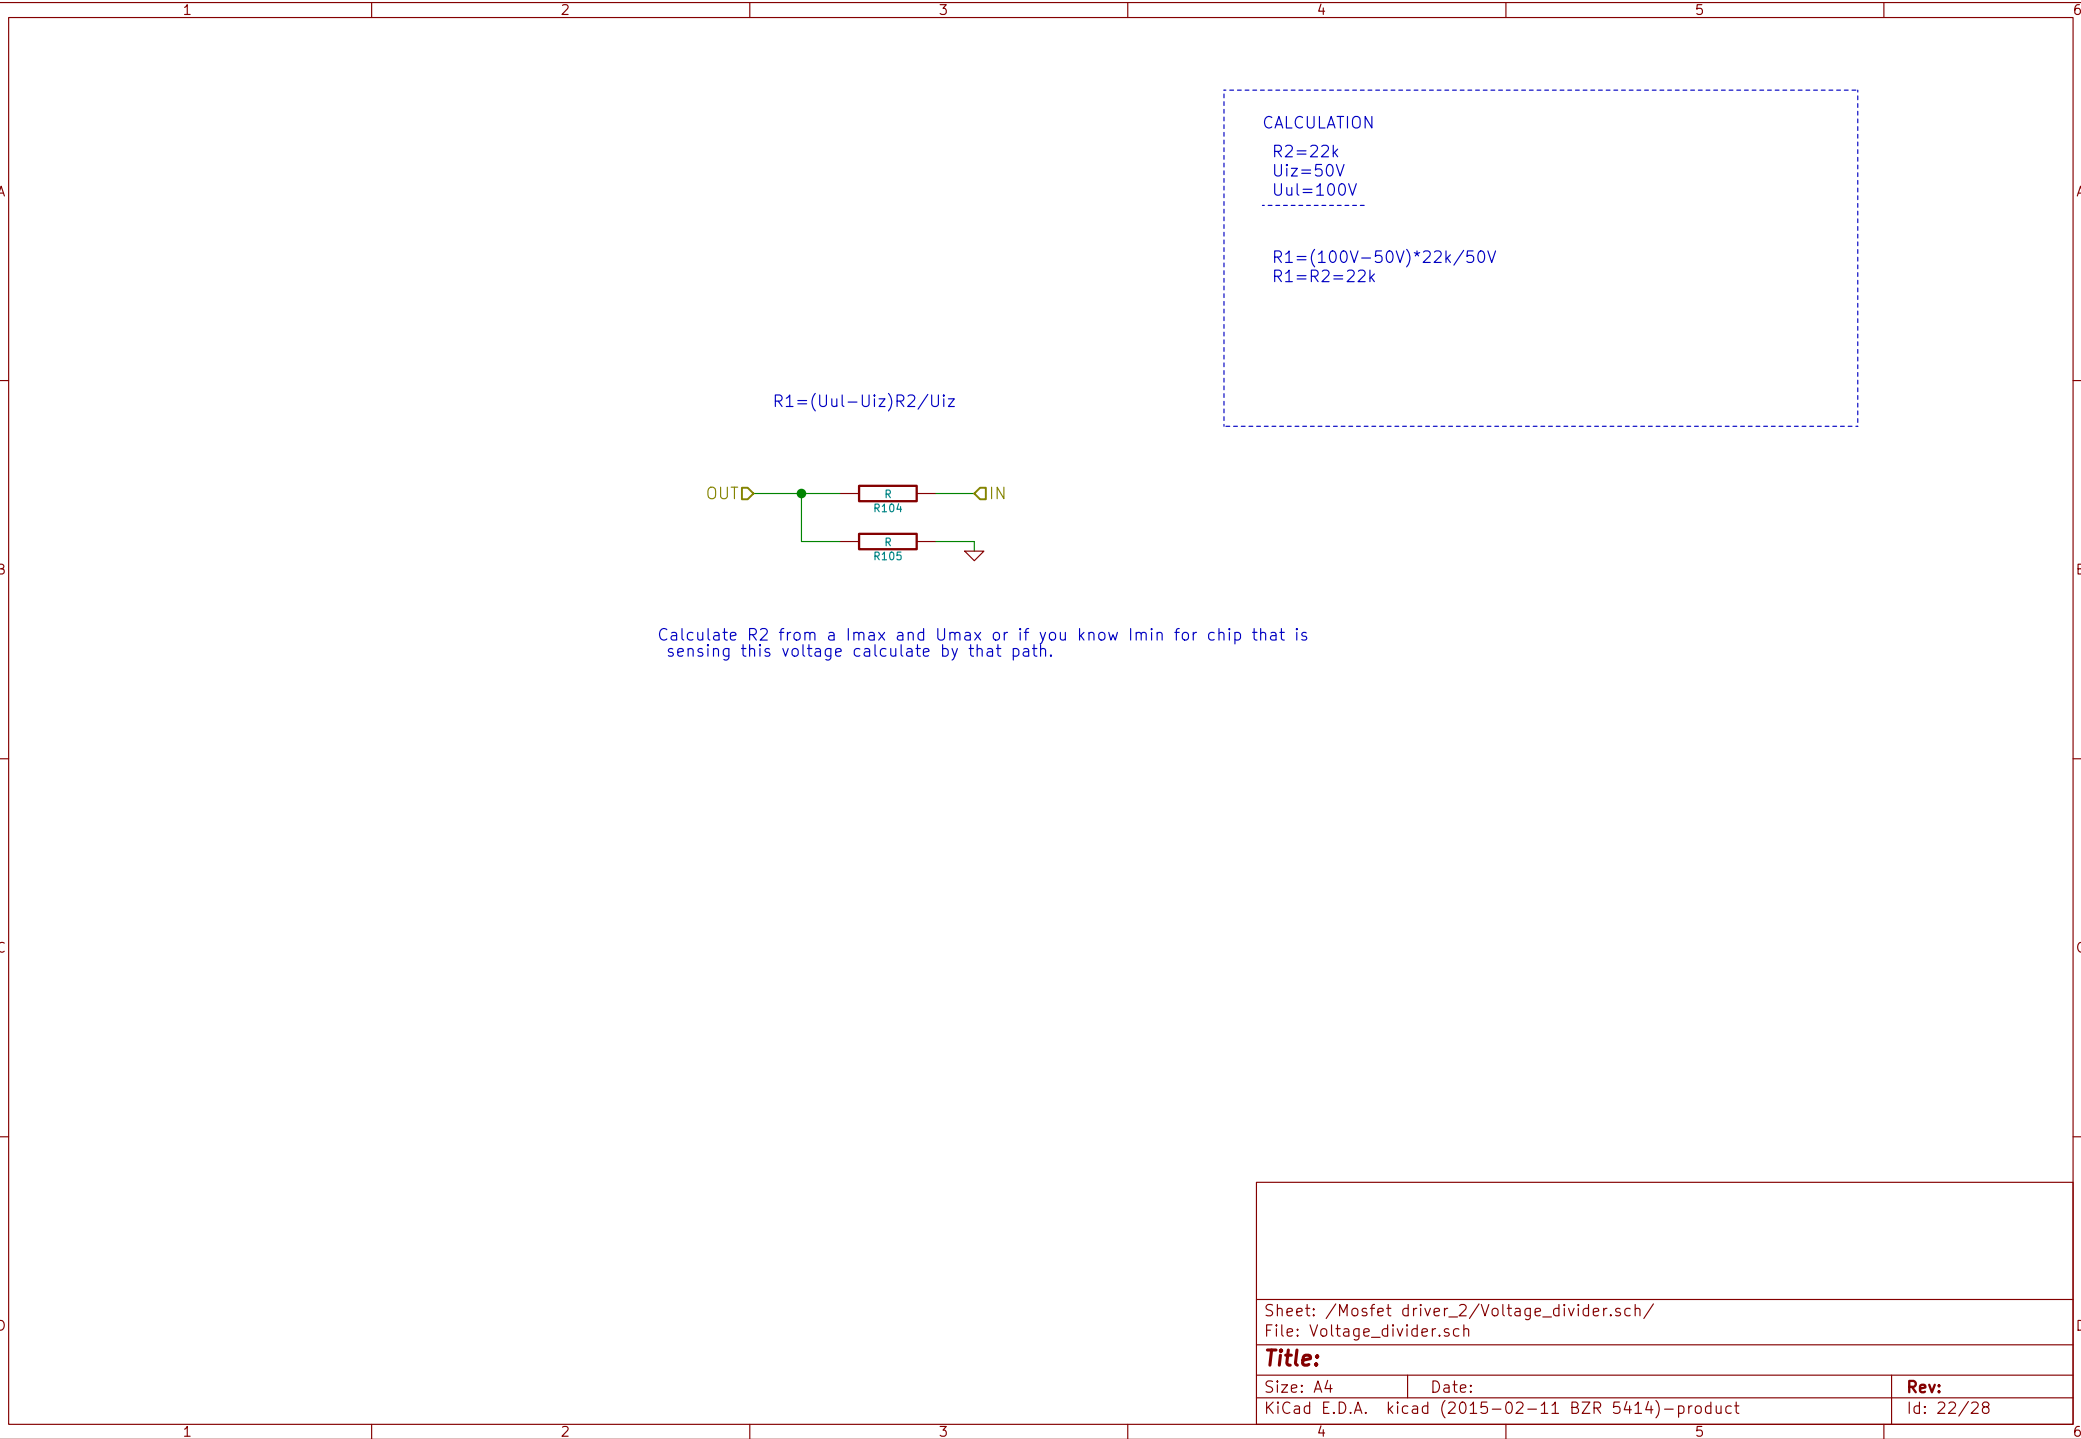 1 2 3 4 5 6
CALCULATION
R2=22k
Uiz=50V
Uul=100V
A A
R1=(100V-50V)*22k/50V
R1=R2=22k
R1=(Uul-Uiz)R2/Uiz
OUT R IN
R104
R
R105
B B
Calculate R2 from a Imax and Umax or if you know Imin for chip that is
sensing this voltage calculate by that path.
C C
Sheet: /Mosfet driver_2/Voltage_divider.sch/
D D
File: Voltage_divider.sch
Title:
Size: A4 Date: Rev:
KiCad E.D.A. kicad (2015-02-11 BZR 5414)-product Id: 22/28
1 2 3 4 5 6